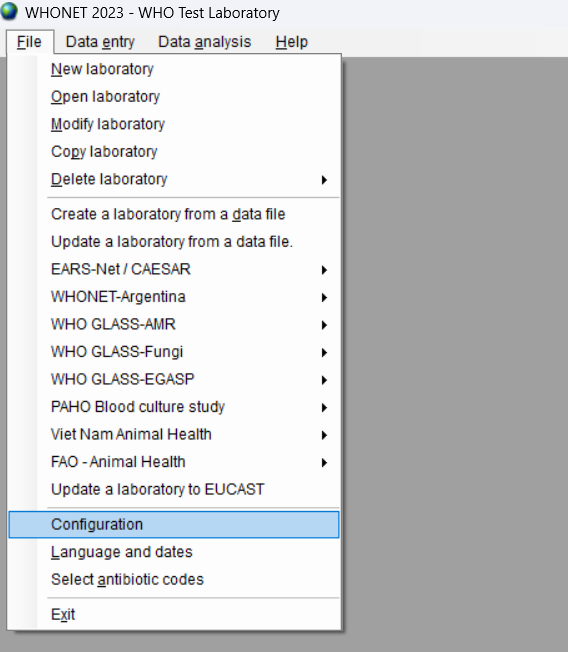 WHONET 2023 - WHO Test Laboratory
File Data entry Data analysis Help
New laboratory
Open laboratory
Modify laboratory
Copy laboratory
Delete laboratory
Create a laboratory from a data file
Update a laboratory from a data file.
EARS-Net / CAESAR
WHONET-Argentina
WHO GLASS-AMR
WHO GLASS-Fungi
WHO GLASS-EGASP
PAHO Blood culture study
Viet Nam Animal Health
FAO - Animal Health
Update a laboratory to EUCAST
Configuration
Language and dates
Select antibiotic codes
Exit